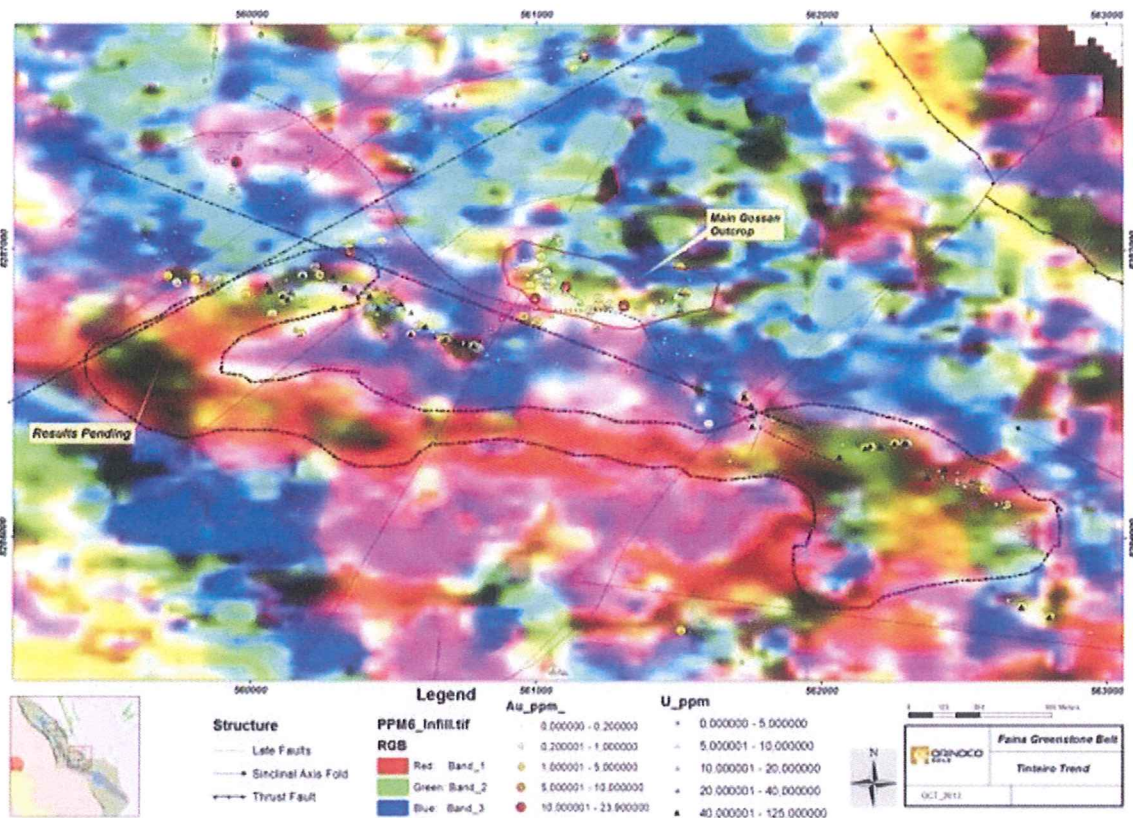 560000 561000 562000 563000
8287000
Main Gossan
Outcrop
Results Pending
560000 561000 562000 563000
Legend
Structure
Late Faults
Sinclinal Axis Fold
Thrust Fault
PPM6_Infill.tif
RGB
Red: Band_1
Green: Band_2
Blue: Band_3
Au_ppm_
0.000000 - 0.200000
0.200001 - 1.000000
1.000001 - 5.000000
5.000001 - 10.000000
10.000001 - 23.900000
U_ppm
0.000000 - 5.000000
5.000001 - 10.000000
10.000001 - 20.000000
20.000001 - 40.000000
40.000001 - 125.000000
N
ORINOCO
GOLD
Faina Greenstone Belt
Tinteiro Trend